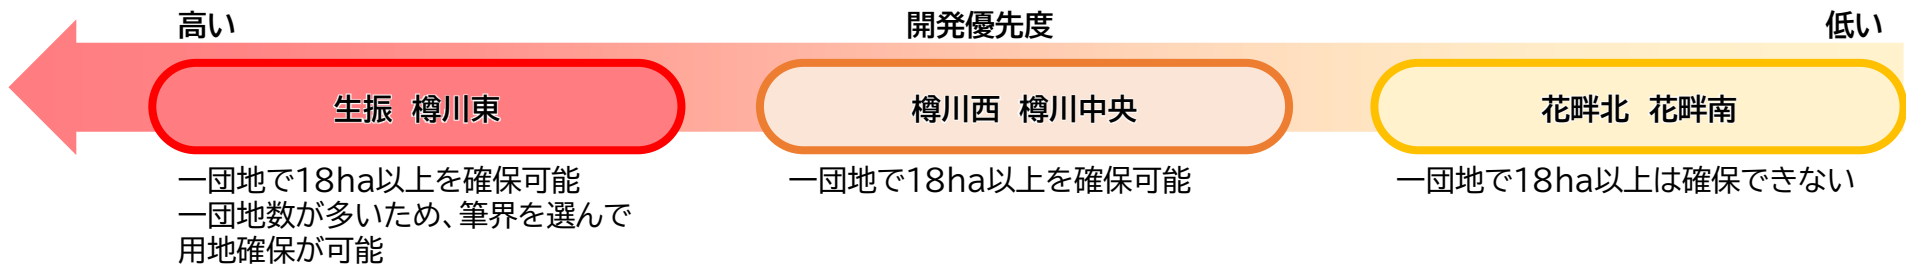 高い
開発優先度
低い
生振 樽川東
樽川西 樽川中央
花畔北 花畔南
一団地で18ha以上を確保可能
一団地数が多いため、筆界を選んで
用地確保が可能
一団地で18ha以上を確保可能
一団地で18ha以上は確保できない